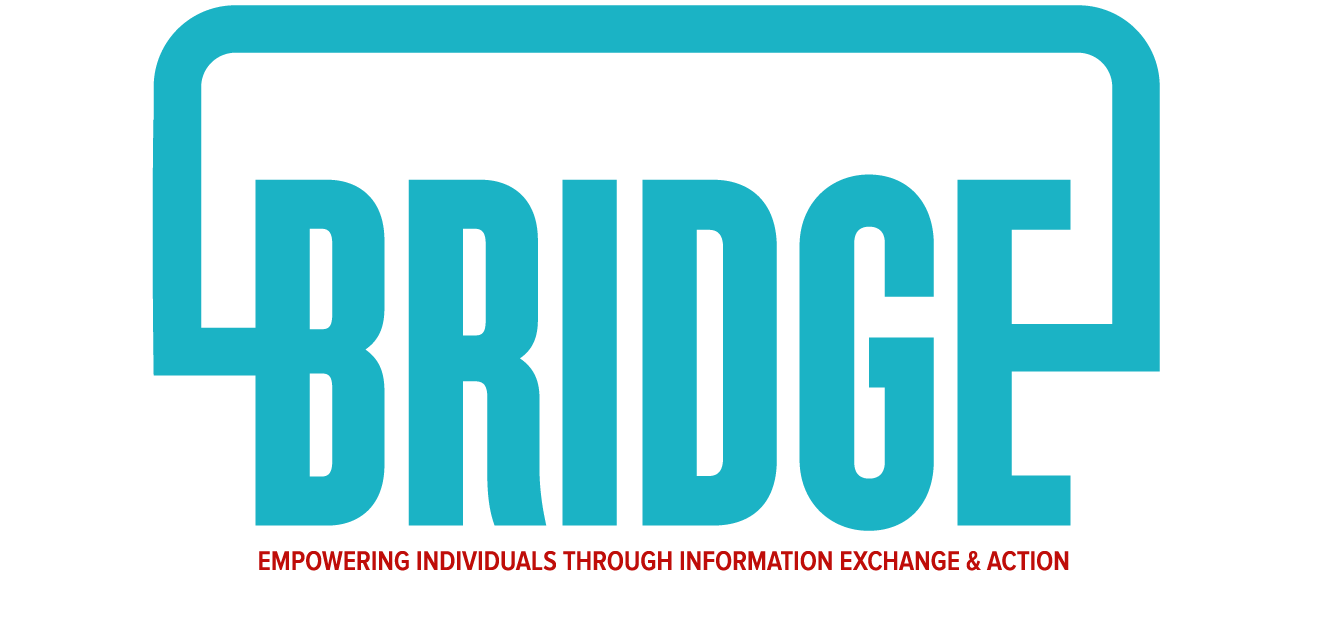 BRIDGE
EMPOWERING INDIVIDUALS THROUGH INFORMATION EXCHANGE & ACTION